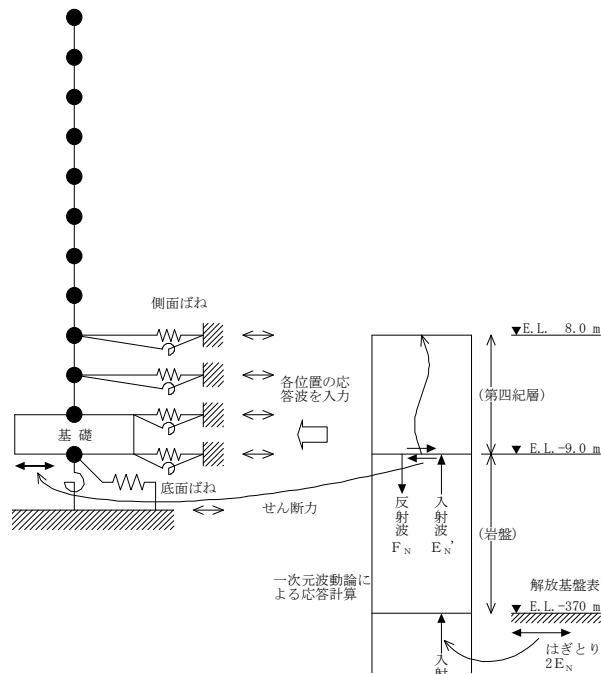 側面ばね
各位置の応
答波を入力
基 礎
底面ばね
せん断力
▼E.L. 8.0 m
(第四紀層)
▼E.L.-9.0 m
反射波
F_N
入射波
E_N'
(岩盤)
一次元波動論に
よる応答計算
解放基盤表
▼E.L.-370 m
はぎとり
2E_N
入射